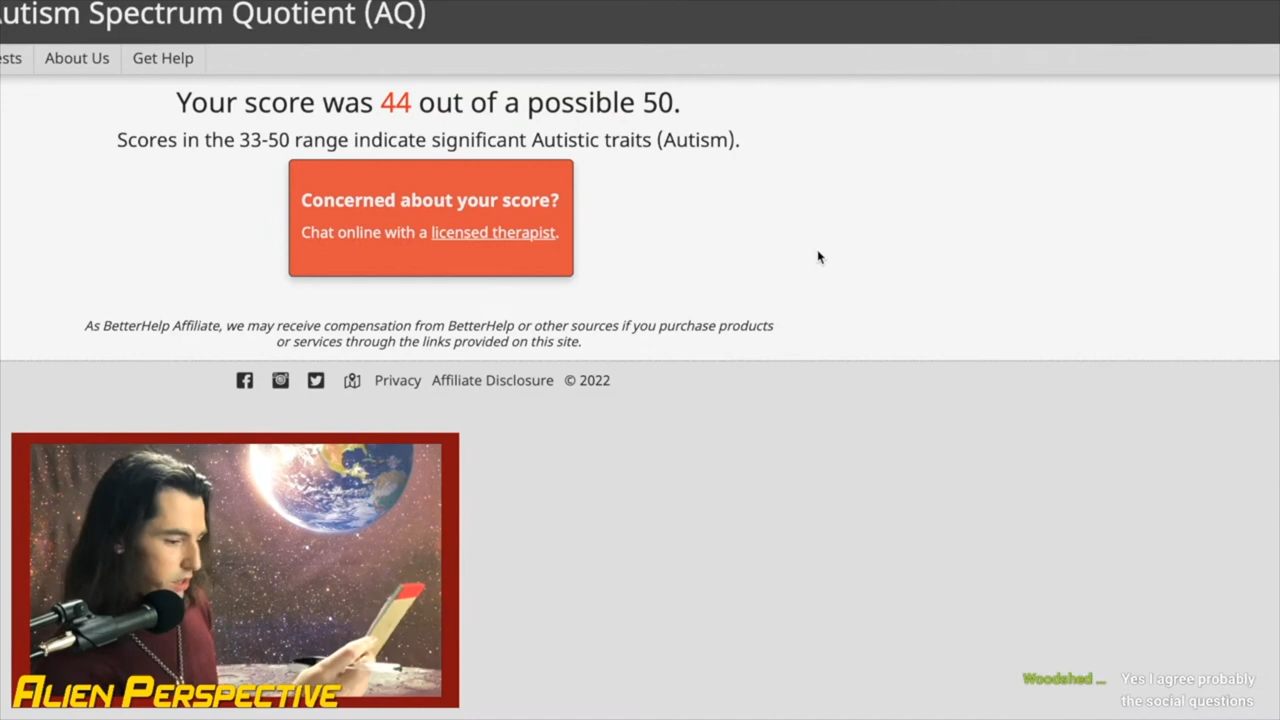 utism Spectrum Quotient (AQ)
ests About Us Get Help
Your score was 44 out of a possible 50.
Scores in the 33-50 range indicate significant Autistic traits (Autism).
Concerned about your score?
Chat online with a licensed therapist.
As BetterHelp Affiliate, we may receive compensation from BetterHelp or other sources if you purchase products
or services through the links provided on this site.
Privacy Affiliate Disclosure © 2022
ALIEN PERSPECTIVE
Woodshed ... Yes I agree probably
the social questions